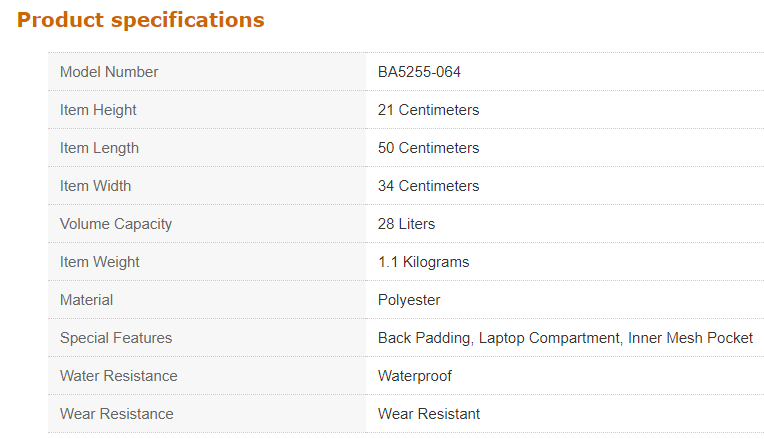 Product specifications
Model Number BA5255-064
Item Height 21 Centimeters
Item Length 50 Centimeters
Item Width 34 Centimeters
Volume Capacity 28 Liters
Item Weight 1.1 Kilograms
Material Polyester
Special Features Back Padding, Laptop Compartment, Inner Mesh Pocket
Water Resistance Waterproof
Wear Resistance Wear Resistant